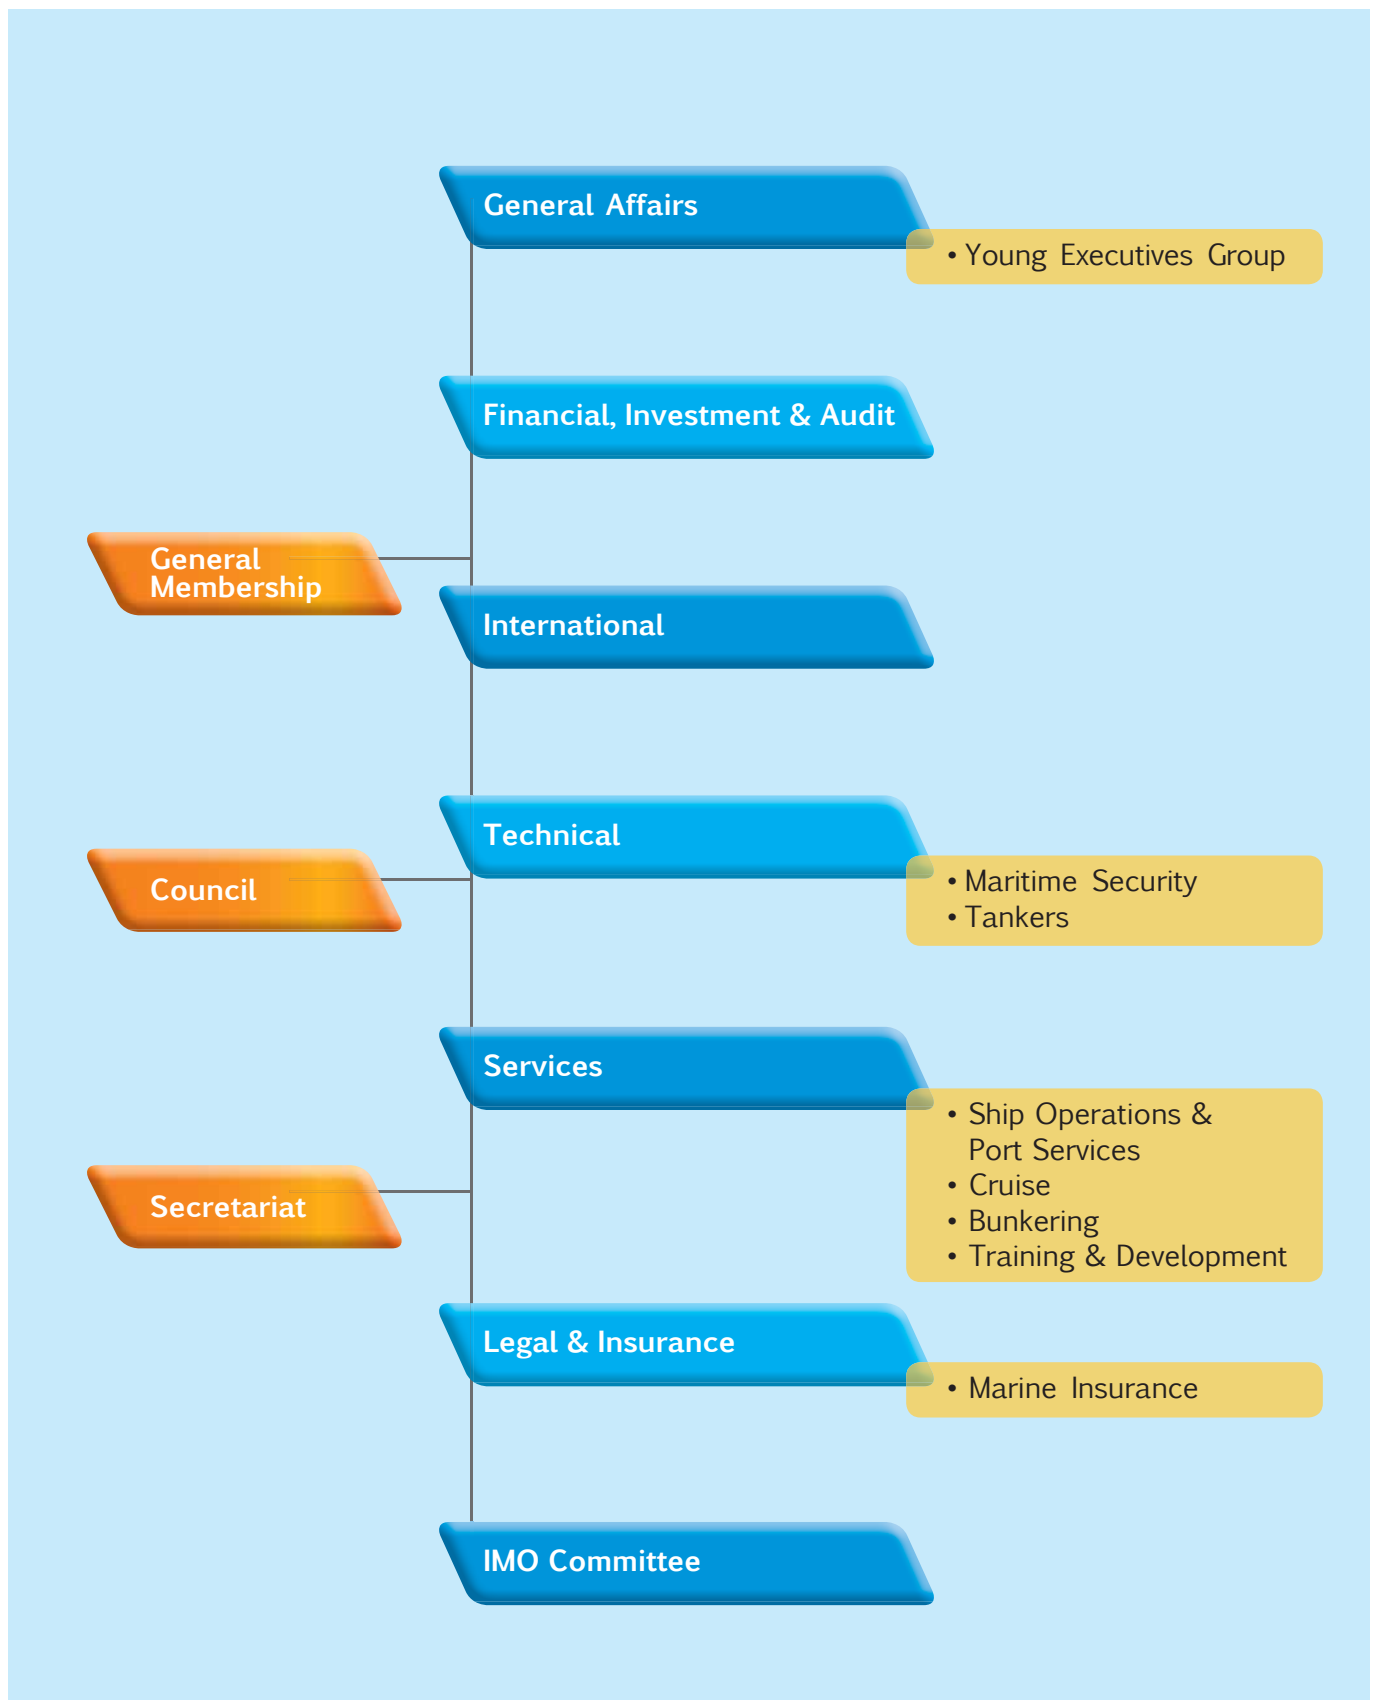 General Affairs
• Young Executives Group
Financial, Investment & Audit
General
Membership
International
Technical
Council
• Maritime Security
• Tankers
Services
• Ship Operations &
Port Services
• Cruise
• Bunkering
• Training & Development
Secretariat
Legal & Insurance
• Marine Insurance
IMO Committee